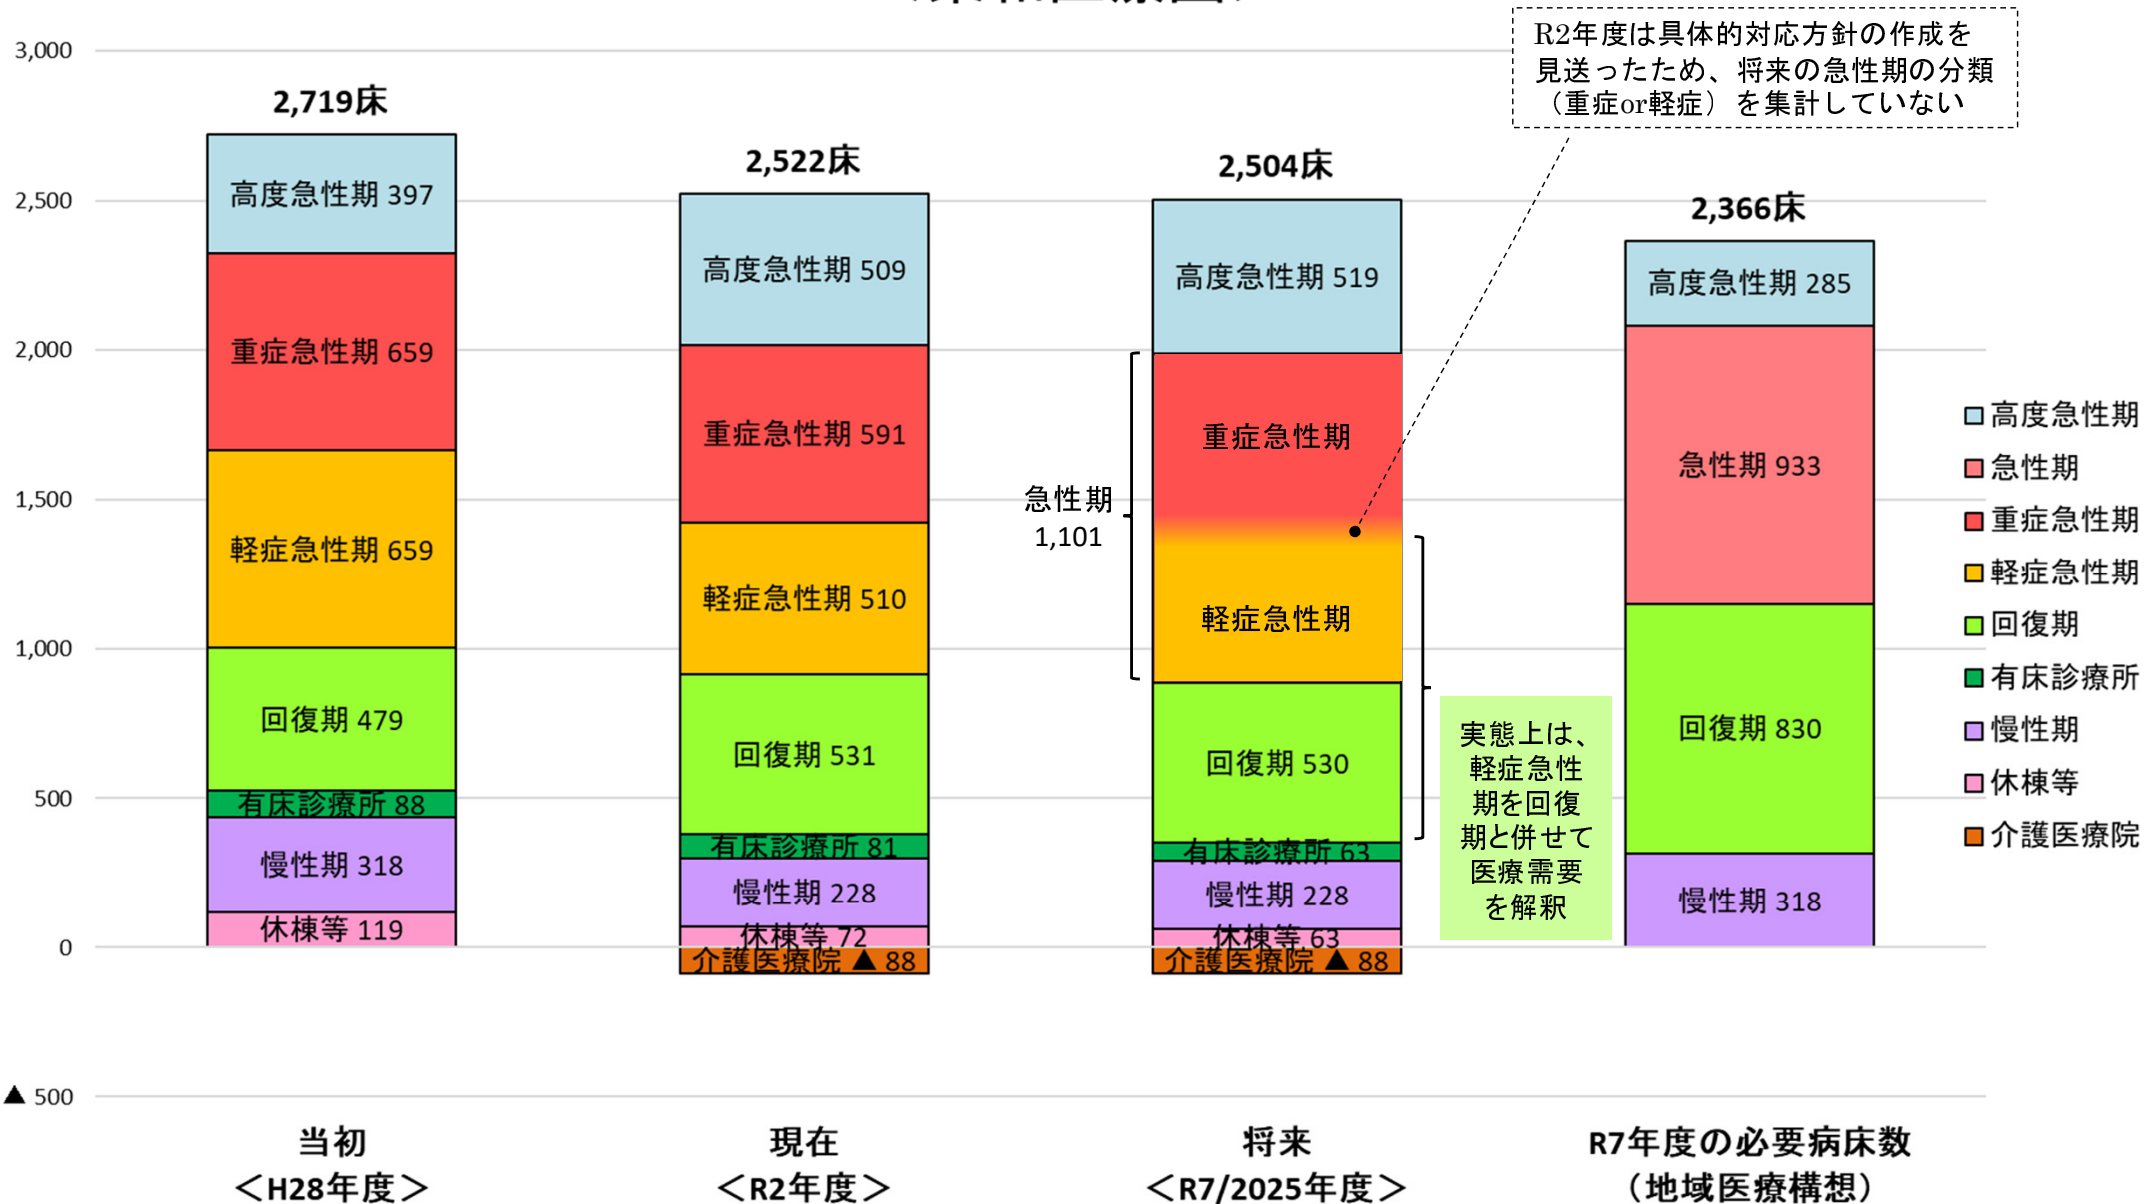 R2年度は具体的対応方針の作成を
見送ったため、将来の急性期の分類
（重症or軽症）を集計していない
3,000
2,500
2,000
1,500
1,000
500
0
▲ 500
2,719床
高度急性期 397
重症急性期 659
軽症急性期 659
回復期 479
有床診療所 88
慢性期 318
休棟等 119
2,522床
高度急性期 509
重症急性期 591
軽症急性期 510
回復期 531
有床診療所 81
慢性期 228
休棟等 72
介護医療院 ▲ 88
2,504床
高度急性期 519
重症急性期
軽症急性期
急性期
1,101
回復期 530
有床診療所 63
慢性期 228
休棟等 63
介護医療院 ▲ 88
実態上は、
軽症急性
期を回復
期と併せて
医療需要
を解釈
2,366床
高度急性期 285
急性期 933
回復期 830
慢性期 318
高度急性期
急性期
重症急性期
軽症急性期
回復期
有床診療所
慢性期
休棟等
介護医療院
当初
＜H28年度＞
現在
＜R2年度＞
将来
＜R7/2025年度＞
R7年度の必要病床数
（地域医療構想）